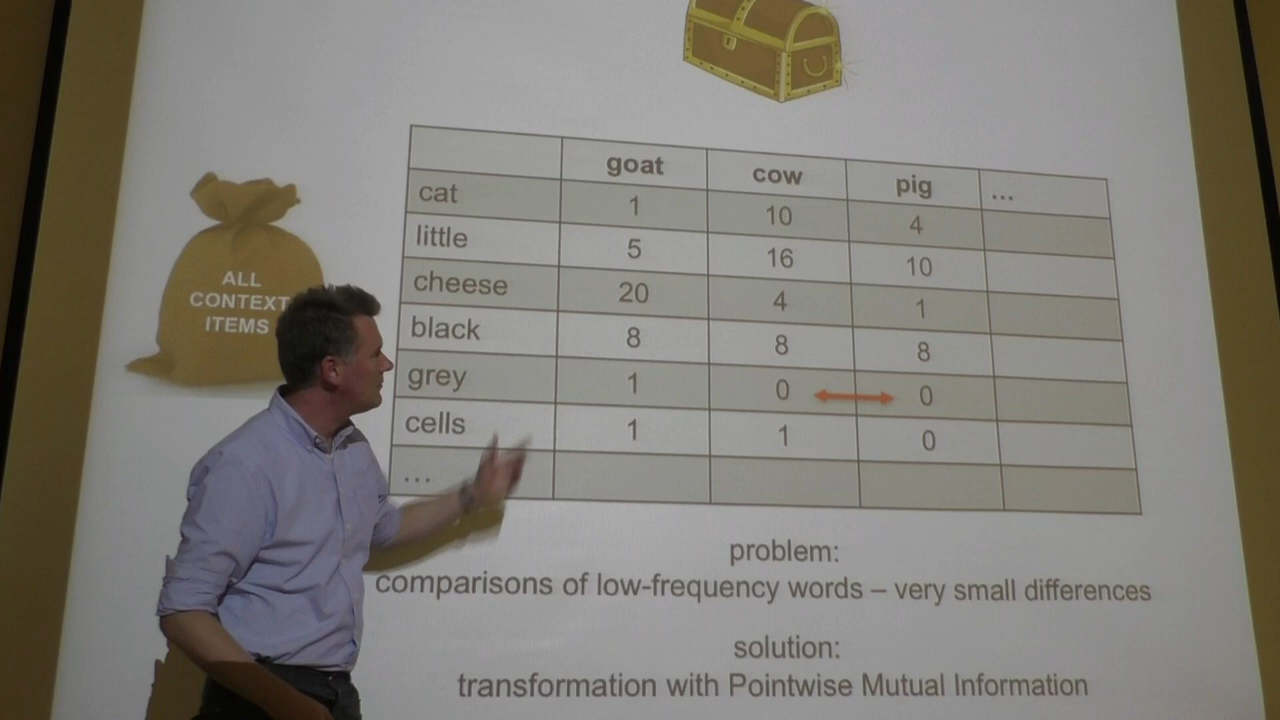 goat cow pig ...
cat 1 10 4
little 5 16 10
cheese 20 4 1
black 8 8 8
grey 1 0 0
cells 1 1 0
...
ALL
CONTEXT
ITEMS
problem:
comparisons of low-frequency words – very small differences
solution:
transformation with Pointwise Mutual Information